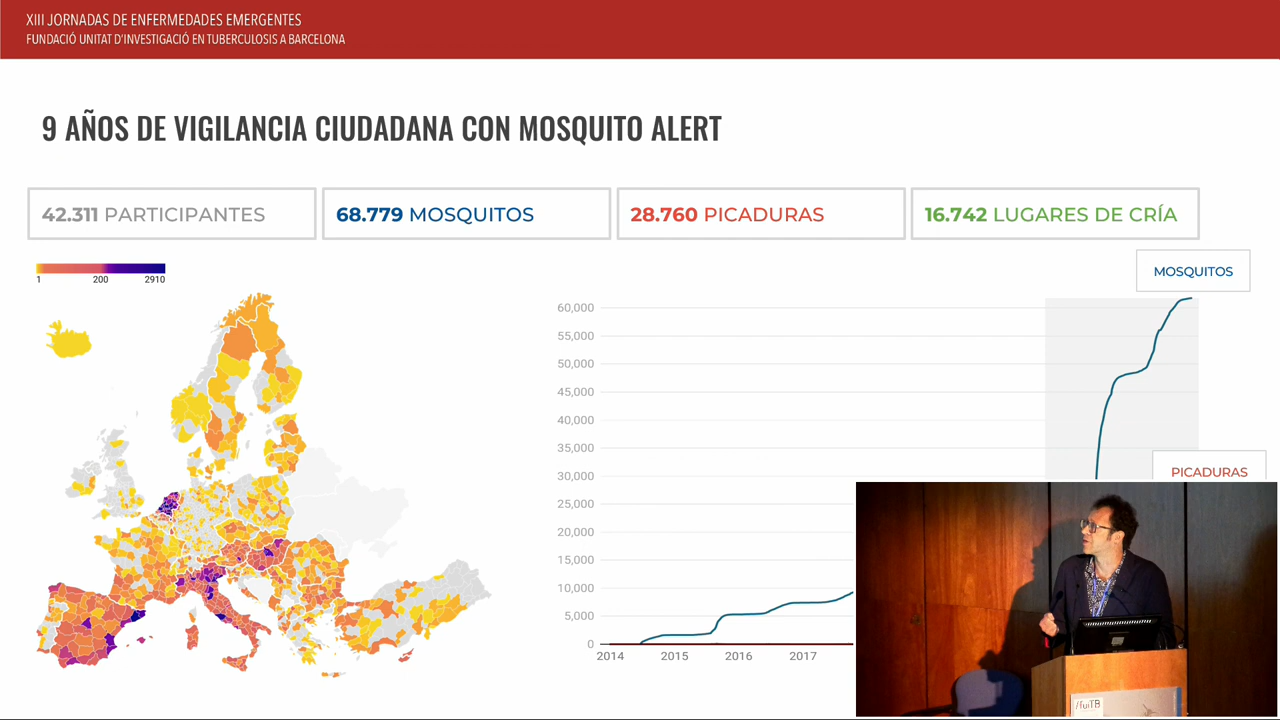 XIII JORNADAS DE ENFERMEDADES EMERGENTES
FUNDACIÓ UNITAT D'INVESTIGACIÓ EN TUBERCULOSIS A BARCELONA
9 AÑOS DE VIGILANCIA CIUDADANA CON MOSQUITO ALERT
42.311 PARTICIPANTES
68.779 MOSQUITOS
28.760 PICADURAS
16.742 LUGARES DE CRÍA
1 200 2910
MOSQUITOS
60,000
55,000
50,000
45,000
40,000
35,000
30,000
PICADURAS
25,000
20,000
15,000
10,000
5,000
0
2014 2015 2016 2017
/fuiTB